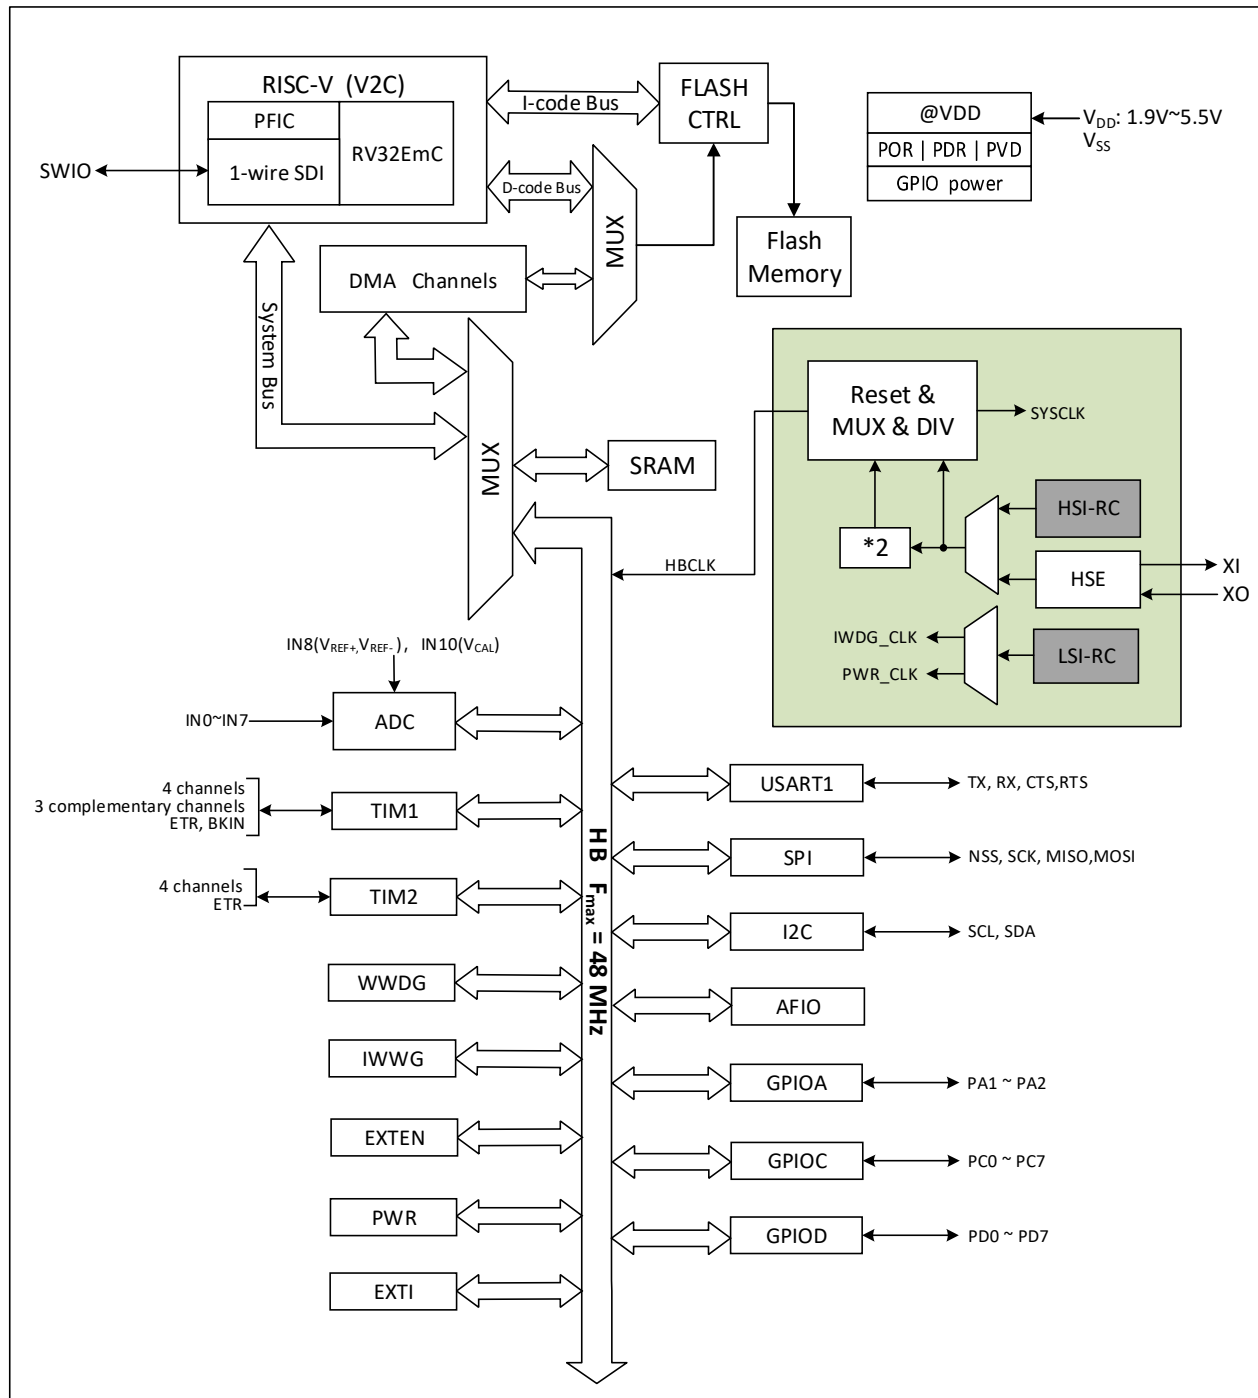 RISC-V (V2C)
PFIC
1-wire SDI
RV32EmC
SWIO
I-code Bus
D-code Bus
FLASH
CTRL
MUX
Flash
Memory
@VDD
POR | PDR | PVD
GPIO power
VDD: 1.9V~5.5V
VSS
DMA Channels
System Bus
MUX
SRAM
Reset &
MUX & DIV
SYSCLK
HSI-RC
*2
HSE
XI
XO
HBCLK
IWDG_CLK
PWR_CLK
LSI-RC
IN8(VREF+,VREF-), IN10(VCAL)
IN0~IN7
ADC
4 channels
3 complementary channels
ETR, BKIN
TIM1
4 channels
ETR
TIM2
WWDG
IWWG
EXTEN
PWR
EXTI
HB Fmax = 48 MHz
USART1
TX, RX, CTS,RTS
SPI
NSS, SCK, MISO,MOSI
I2C
SCL, SDA
AFIO
GPIOA
PA1 ~ PA2
GPIOC
PC0 ~ PC7
GPIOD
PD0 ~ PD7